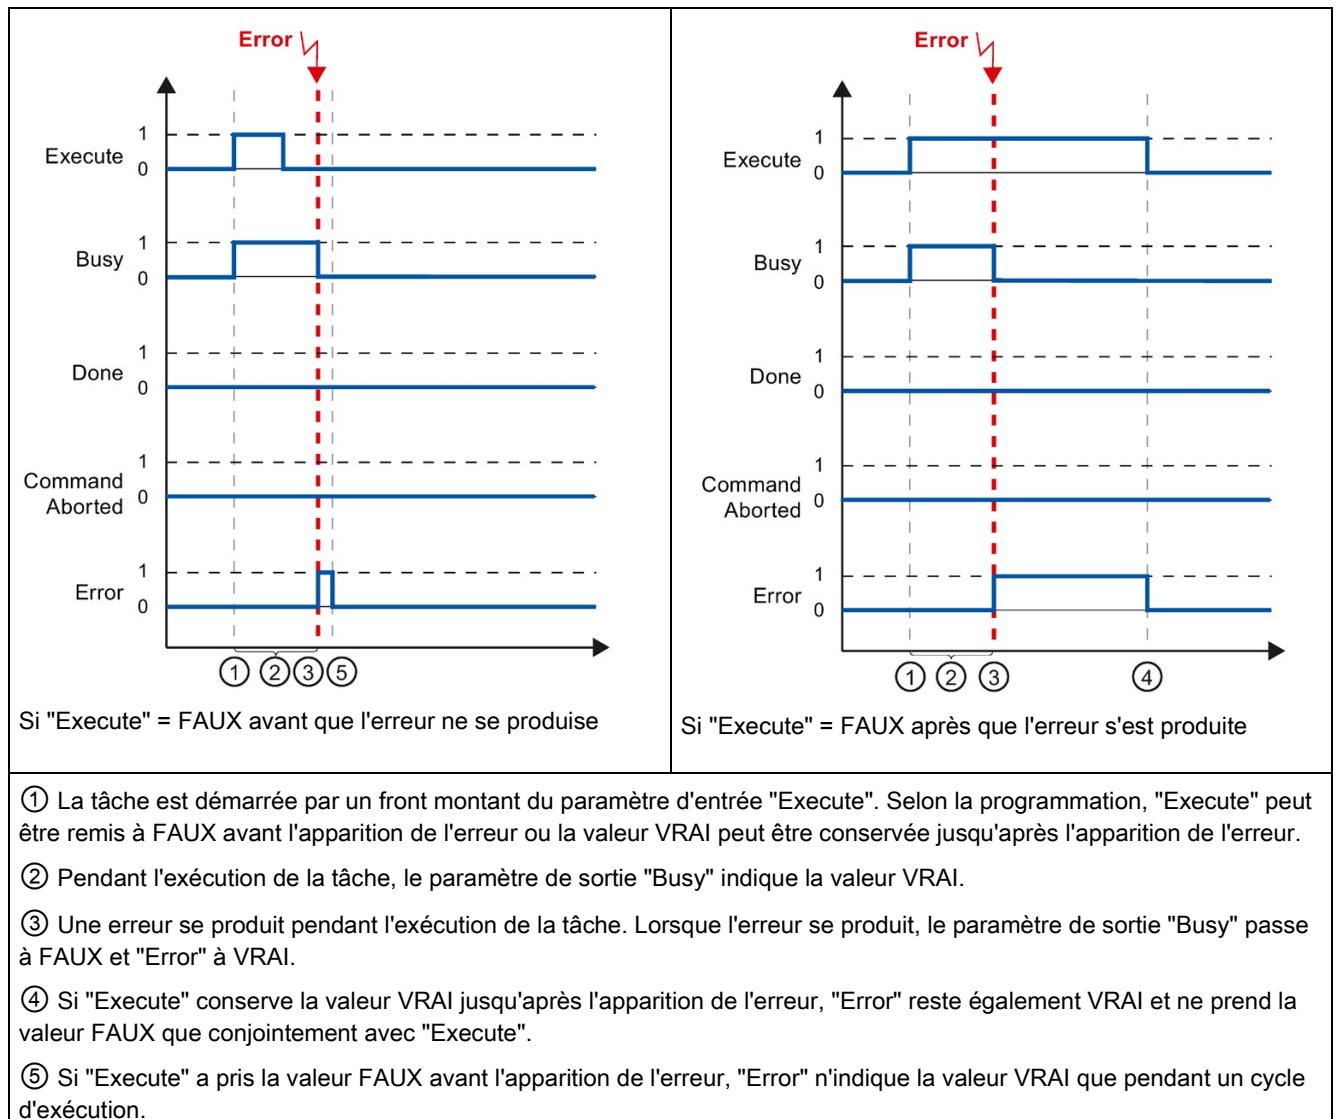 Error
1
Execute
0
1
Busy
0
1
Done
0
1
Command
Aborted
0
1
Error
0
① ② ③ ⑤
Si "Execute" = FAUX avant que l'erreur ne se produise
Error
1
Execute
0
1
Busy
0
1
Done
0
1
Command
Aborted
0
1
Error
0
① ② ③ ④
Si "Execute" = FAUX après que l'erreur s'est produite
① La tâche est démarrée par un front montant du paramètre d'entrée "Execute". Selon la programmation, "Execute" peut
être remis à FAUX avant l'apparition de l'erreur ou la valeur VRAI peut être conservée jusqu'après l'apparition de l'erreur.
② Pendant l'exécution de la tâche, le paramètre de sortie "Busy" indique la valeur VRAI.
③ Une erreur se produit pendant l'exécution de la tâche. Lorsque l'erreur se produit, le paramètre de sortie "Busy" passe
à FAUX et "Error" à VRAI.
④ Si "Execute" conserve la valeur VRAI jusqu'après l'apparition de l'erreur, "Error" reste également VRAI et ne prend la
valeur FAUX que conjointement avec "Execute".
⑤ Si "Execute" a pris la valeur FAUX avant l'apparition de l'erreur, "Error" n'indique la valeur VRAI que pendant un cycle
d'exécution.